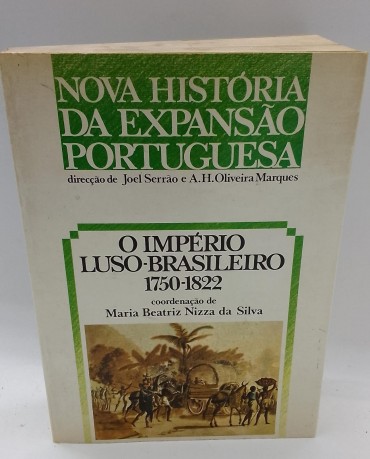 NOVA HISTÓRIA
DA EXPANSÃO
PORTUGUESA
direcção de Joel Serrão e A.H. Oliveira Marques
O IMPÉRIO
LUSO-BRASILEIRO
1750-1822
coordenação de
Maria Beatriz Nizza da Silva